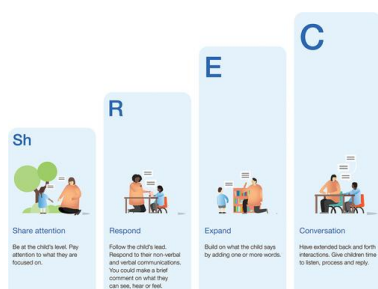 Sh
Share attention
Be at the child's level. Pay
attention to what they are
focused on.
R
Respond
Follow the child's lead.
Respond to their non-verbal
and verbal communications.
You could make a brief
comment on what they
can see, hear or feel.
E
Expand
Build on what the child says
by adding one or more words.
C
Conversation
Have extended back and forth
interactions. Give children time
to listen, process and reply.